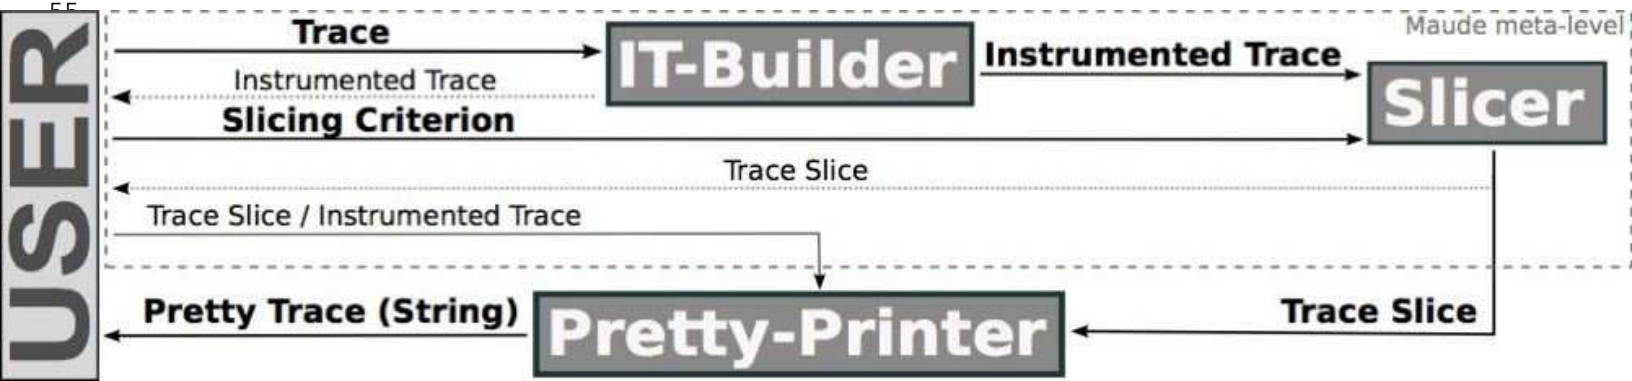 55
Maude meta-level
Trace
IT-Builder
Instrumented Trace
Instrumented Trace
Slicer
Slicing Criterion
Trace Slice
Trace Slice / Instrumented Trace
Pretty Trace (String)
Pretty-Printer
Trace Slice
USER